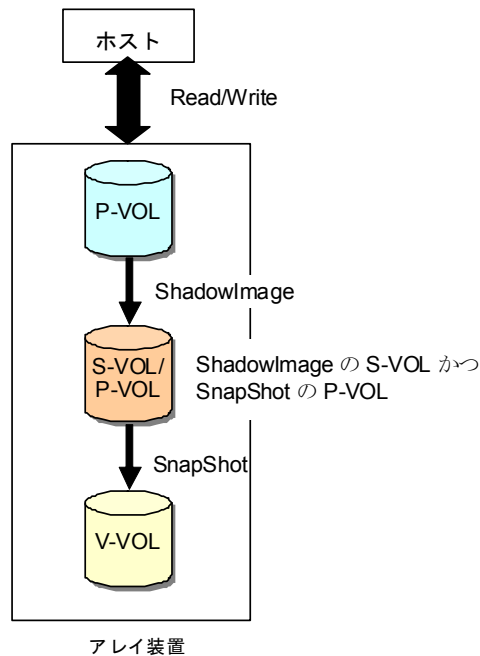 ホスト
Read/Write
P-VOL
ShadowImage
S-VOL/
P-VOL
ShadowImage の S-VOL かつ
SnapShot の P-VOL
SnapShot
V-VOL
アレイ装置